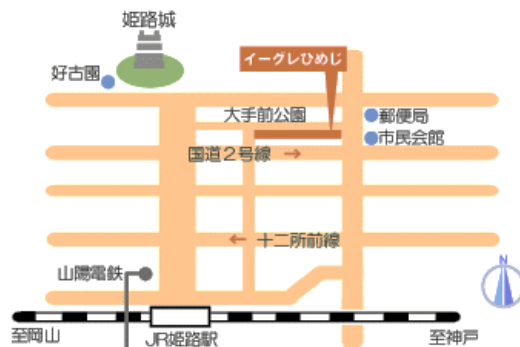 姫路城
イーグレひめじ
好古園
大手前公園
郵便局
市民会館
国道2号線 →
← 十二所前線
山陽電鉄
N
至岡山
JR姫路駅
至神戸